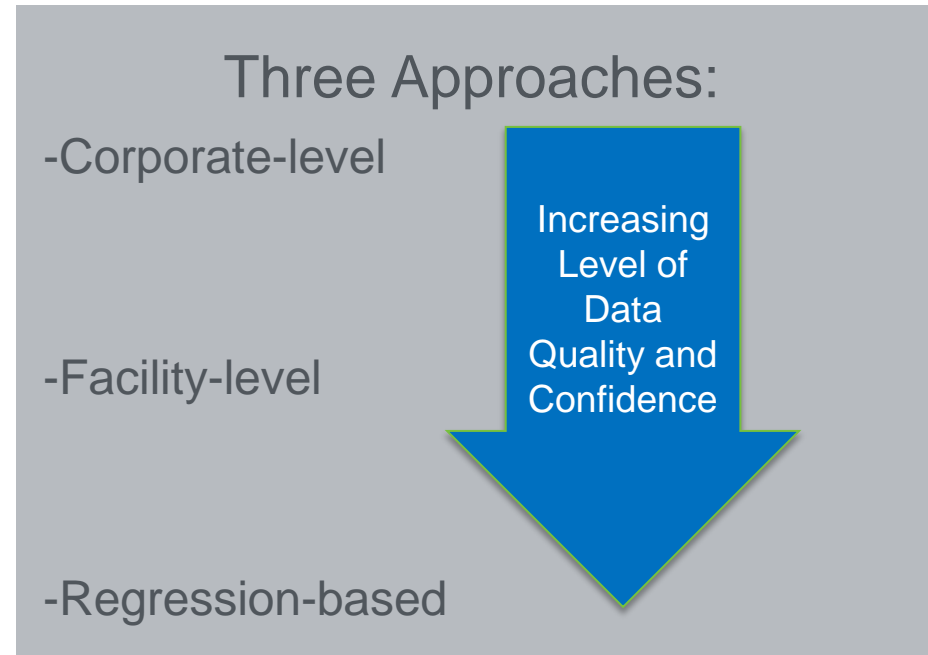 Three Approaches:
-Corporate-level
Increasing
Level of
Data
Quality and
Confidence
-Facility-level
-Regression-based